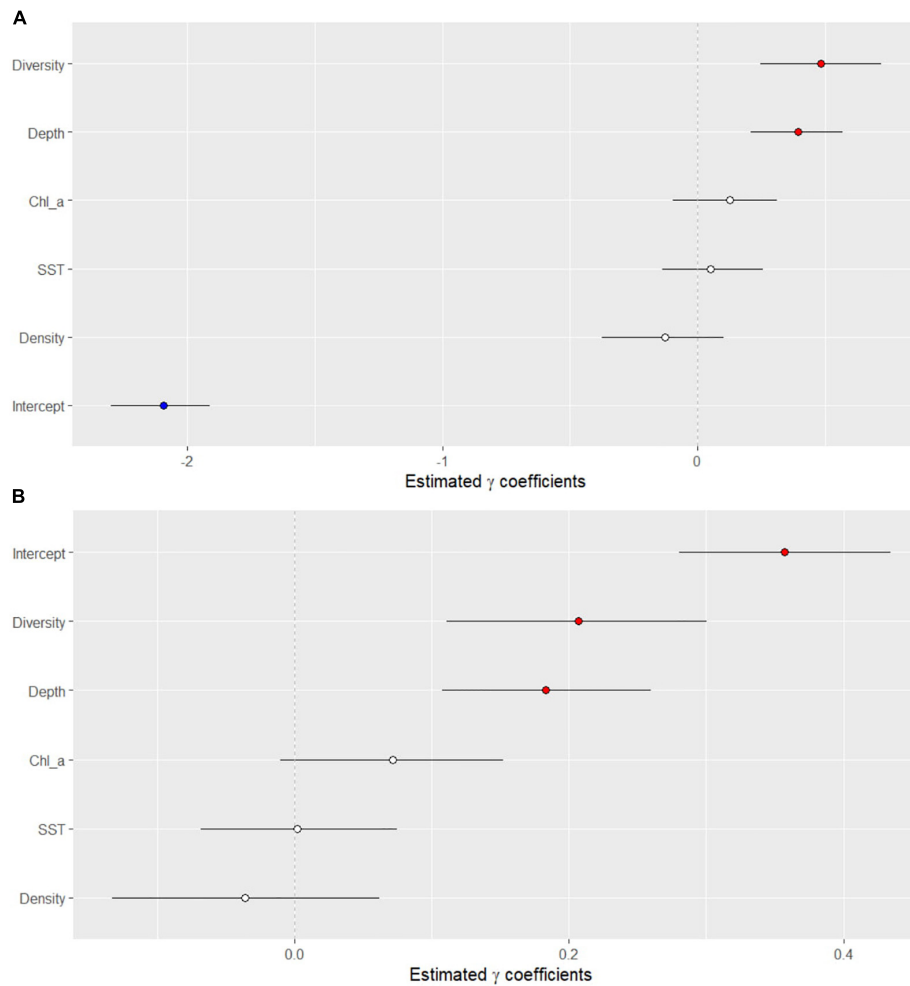 A
Diversity
Depth
Chl_a
SST
Density
Intercept
-2 -1 0
Estimated γ coefficients
B
Intercept
Diversity
Depth
Chl_a
SST
Density
0.0 0.2 0.4
Estimated γ coefficients